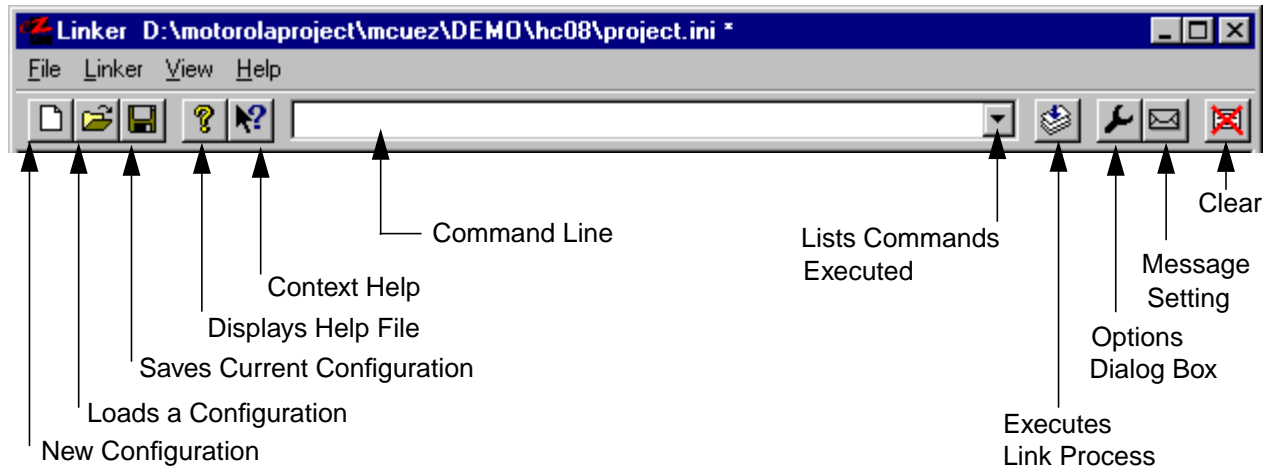 Linker D:\motorolaproject\mcuez\DEMO\hc08\project.ini *
File Linker View Help
Clear
Command Line
Lists Commands
Executed
Message
Setting
Context Help
Displays Help File
Options
Dialog Box
Saves Current Configuration
Loads a Configuration
Executes
Link Process
New Configuration